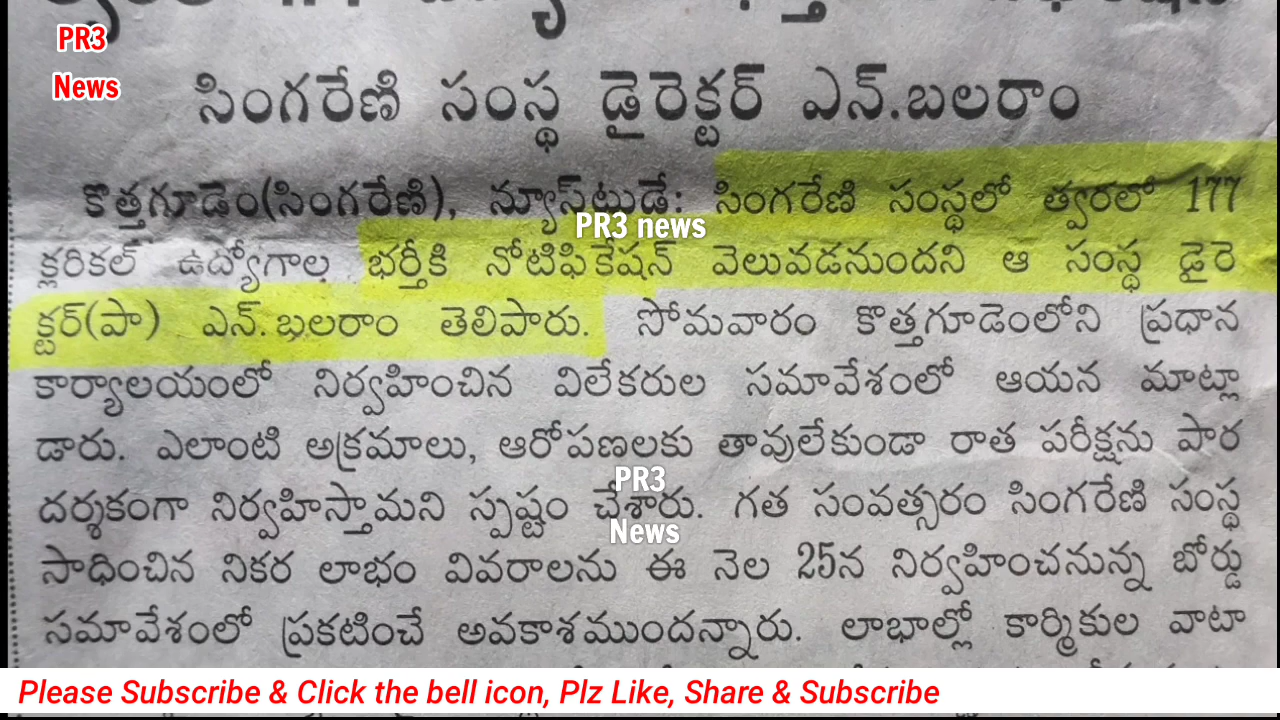 PR3
News
సింగరేణి సంస్థ డైరెక్టర్ ఎన్.బలరాం
కొత్తగూడెం(సింగరేణి), న్యూస్‌టుడే: సింగరేణి సంస్థలో త్వరలో 177
PR3 news
క్లరికల్ ఉద్యోగాల భర్తీకి నోటిఫికేషన్ వెలువడనుందని ఆ సంస్థ డైరె
క్టర్(పా) ఎన్.బలరాం తెలిపారు. సోమవారం కొత్తగూడెంలోని ప్రధాన
కార్యాలయంలో నిర్వహించిన విలేకరుల సమావేశంలో ఆయన మాట్లా
డారు. ఎలాంటి అక్రమాలు, ఆరోపణలకు తావులేకుండా రాత పరీక్షను పార
PR3
దర్శకంగా నిర్వహిస్తామని స్పష్టం చేశారు. గత సంవత్సరం సింగరేణి సంస్థ
News
సాధించిన నికర లాభం వివరాలను ఈ నెల 25న నిర్వహించనున్న బోర్డు
సమావేశంలో ప్రకటించే అవకాశముందన్నారు. లాభాల్లో కార్మికుల వాటా
Please Subscribe & Click the bell icon, Plz Like, Share & Subscribe